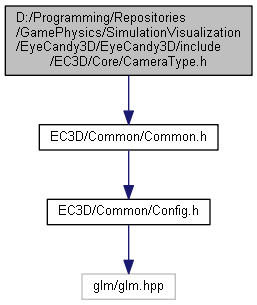 D:/Programming/Repositories
/GamePhysics/SimulationVisualization
/EyeCandy3D/EyeCandy3D/include
/EC3D/Core/CameraType.h
EC3D/Common/Common.h
EC3D/Common/Config.h
glm/glm.hpp